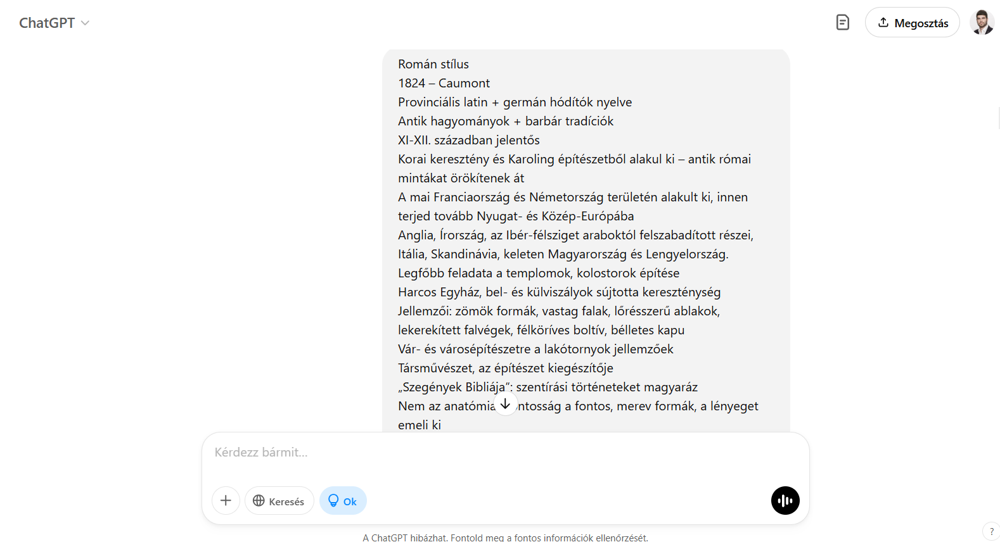 ChatGPT
Megosztás
Román stílus
1824 – Caumont
Provinciális latin + germán hódítók nyelve
Antik hagyományok + barbár tradíciók
XI-XII. században jelentős
Korai keresztény és Karoling építészetből alakul ki – antik római
mintákat örökítenek át
A mai Franciaország és Németország területén alakult ki, innen
terjed tovább Nyugat- és Közép-Európába
Anglia, Írország, az Ibér-félsziget araboktól felszabadított részei,
Itália, Skandinávia, keleten Magyarország és Lengyelország.
Legfőbb feladata a templomok, kolostorok építése
Harcos Egyház, bel- és külviszályok sújtotta kereszténység
Jellemzői: zömök formák, vastag falak, lőrésszerű ablakok,
lekerekített falvégek, félköríves boltív, bélletes kapu
Vár- és városépítészetre a lakótornyok jellemzőek
Társművészet, az építészet kiegészítője
„Szegények Bibliája”: szentírási történeteket magyaráz
Nem az a fontos, merev formák, a lényeget
emeli ki
Kérdezz bármit...
Keresés
Ok
A ChatGPT hibázhat. Fontold meg a fontos információk ellenőrzését.
?